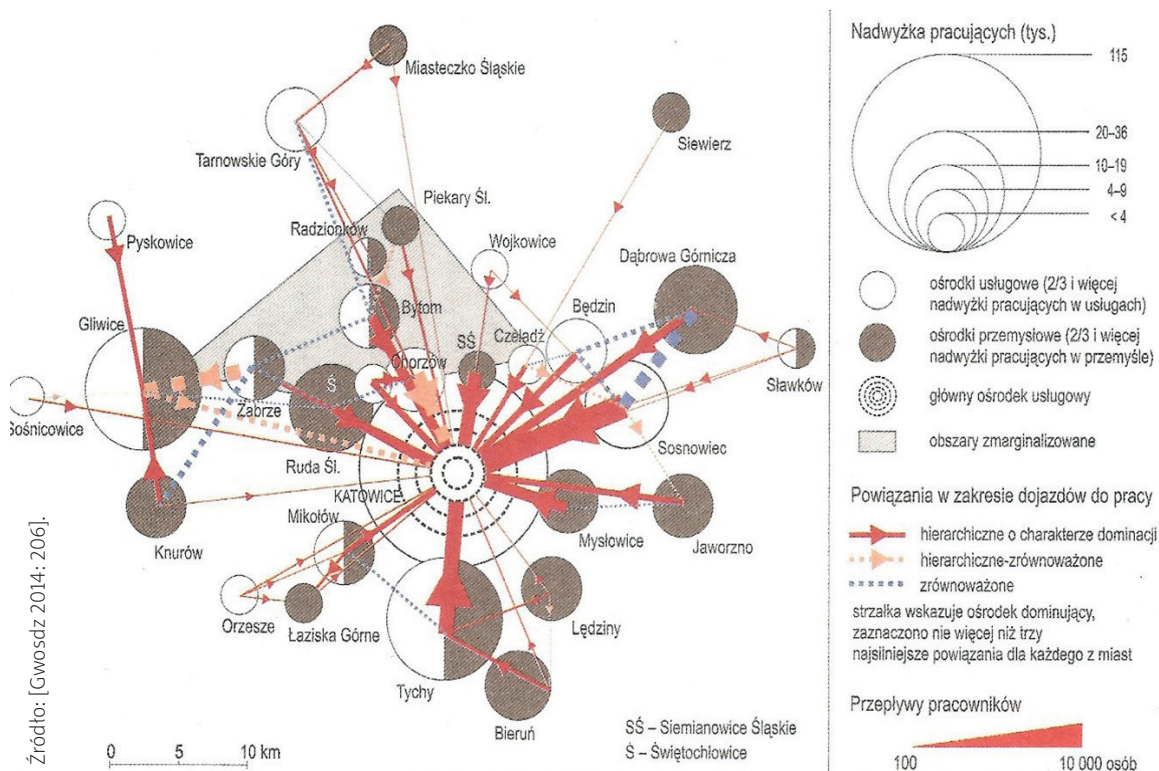 Miasteczko Śląskie
Siewierz
Tarnowskie Góry
Piekary Śl.
Radzionków
Wojkowice
Pyskowice
Dąbrowa Górnicza
Gliwice
Bytom
Będzin
Czeladź
Chorzów
SŚ
Ś
Sławków
Sośnicowice
Zabrze
Sosnowiec
Ruda Śl.
KATOWICE
Mikołów
Knurów
Mysłowice
Jaworzno
Orzesze
Łaziska Górne
Lędziny
Tychy
Bieruń
SŚ – Siemianowice Śląskie
Ś – Świętochłowice
0 5 10 km
Źródło: [Gwosdz 2014: 206].
Nadwyżka pracujących (tys.)
115
20–36
10–19
4–9
< 4
ośrodki usługowe (2/3 i więcej
nadwyżki pracujących w usługach)
ośrodki przemysłowe (2/3 i więcej
nadwyżki pracujących w przemyśle)
główny ośrodek usługowy
obszary zmarginalizowane
Powiązania w zakresie dojazdów do pracy
hierarchiczne o charakterze dominacji
hierarchiczne-zrównoważone
zrównoważone
strzałka wskazuje ośrodek dominujący,
zaznaczono nie więcej niż trzy
najsilniejsze powiązania dla każdego z miast
Przepływy pracowników
100 10 000 osób